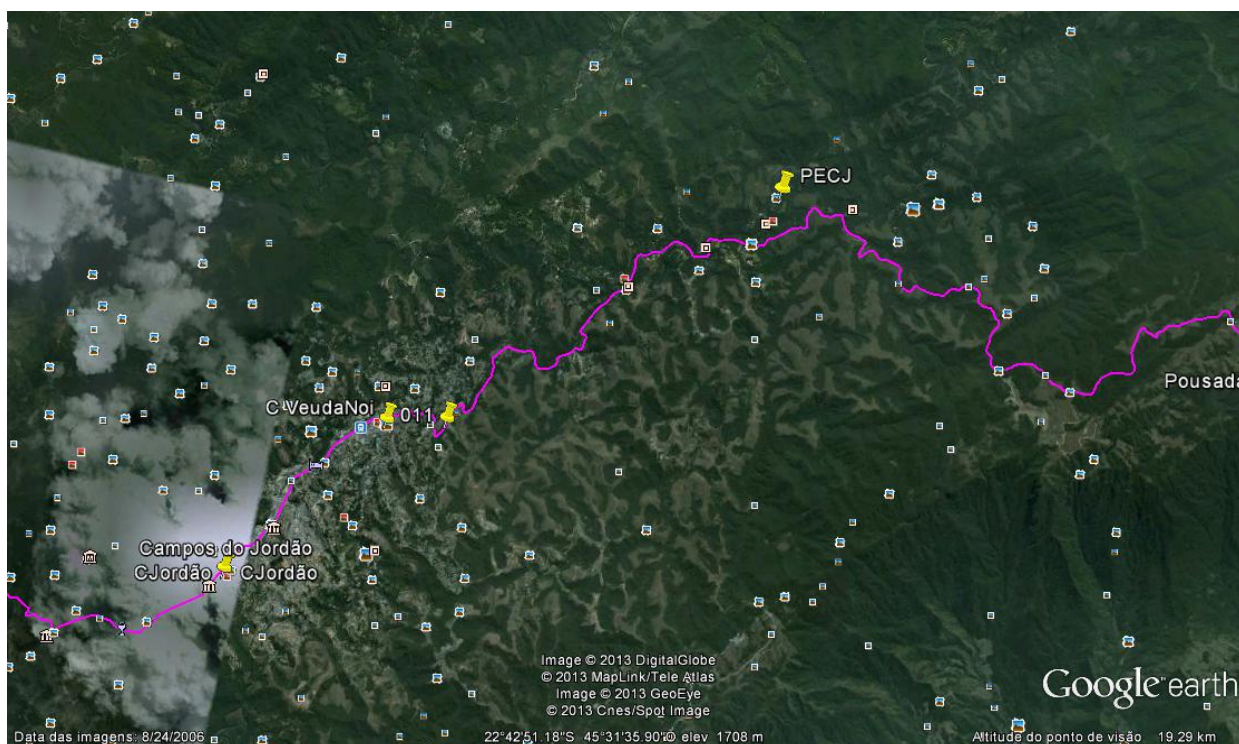 PECJ
C VeudaNoi
011
Pousada
Campos do Jordão
CJordão CJordão
Image © 2013 DigitalGlobe
© 2013 MapLink/Tele Atlas
Image © 2013 GeoEye
© 2013 Cnes/Spot Image
Google earth
Data das imagens: 8/24/2006 22°42'51.18"S 45°31'35.90"O elev 1708 m Altitude do ponto de visão 19.29 km